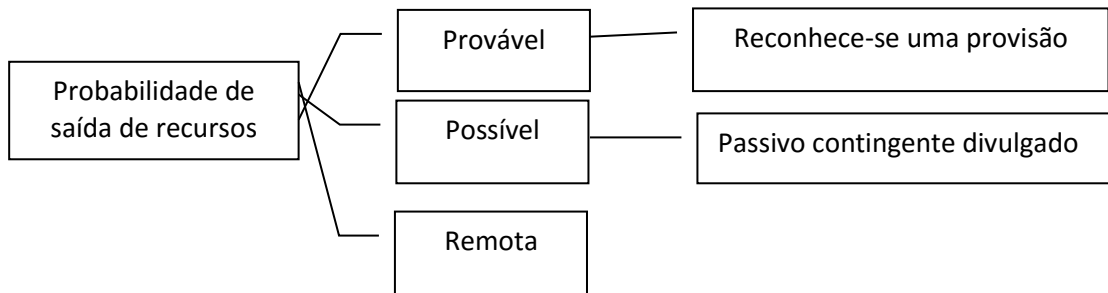 Probabilidade de
saída de recursos
Provável
Reconhece-se uma provisão
Possível
Passivo contingente divulgado
Remota